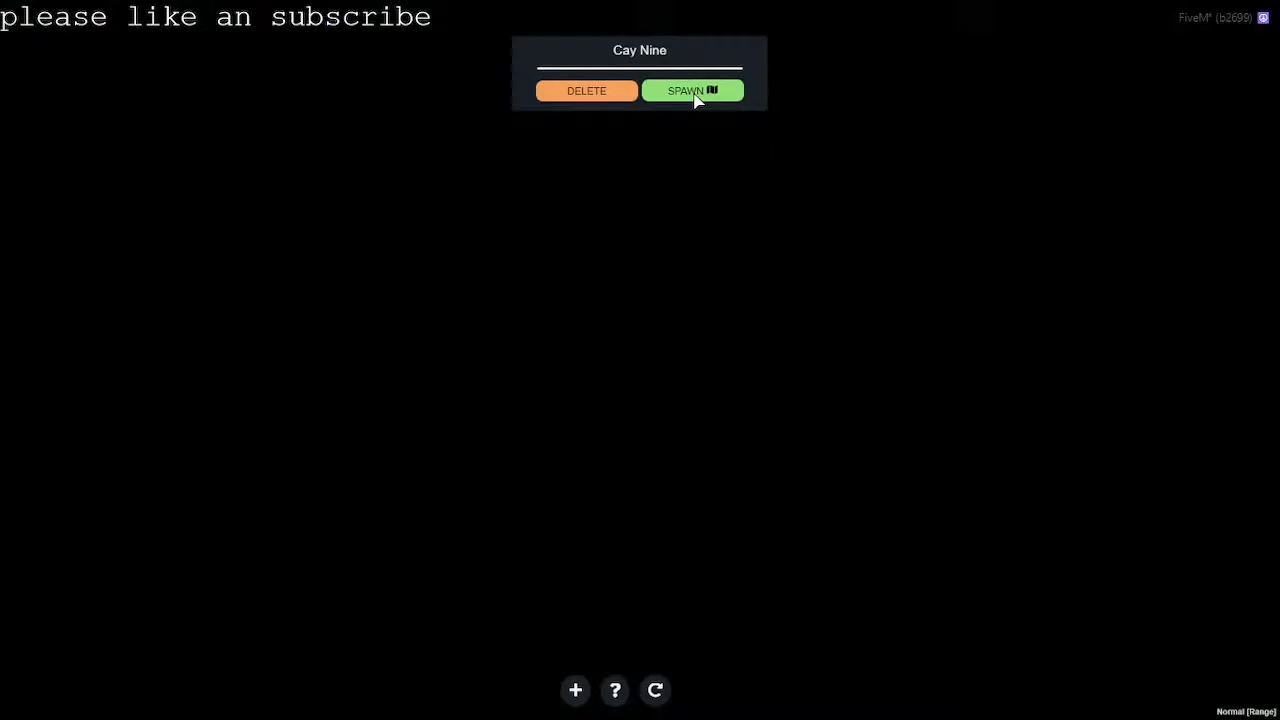 please like an subscribe
FiveM* (b2699)
Cay Nine
DELETE
SPAWN
Normal [Range]